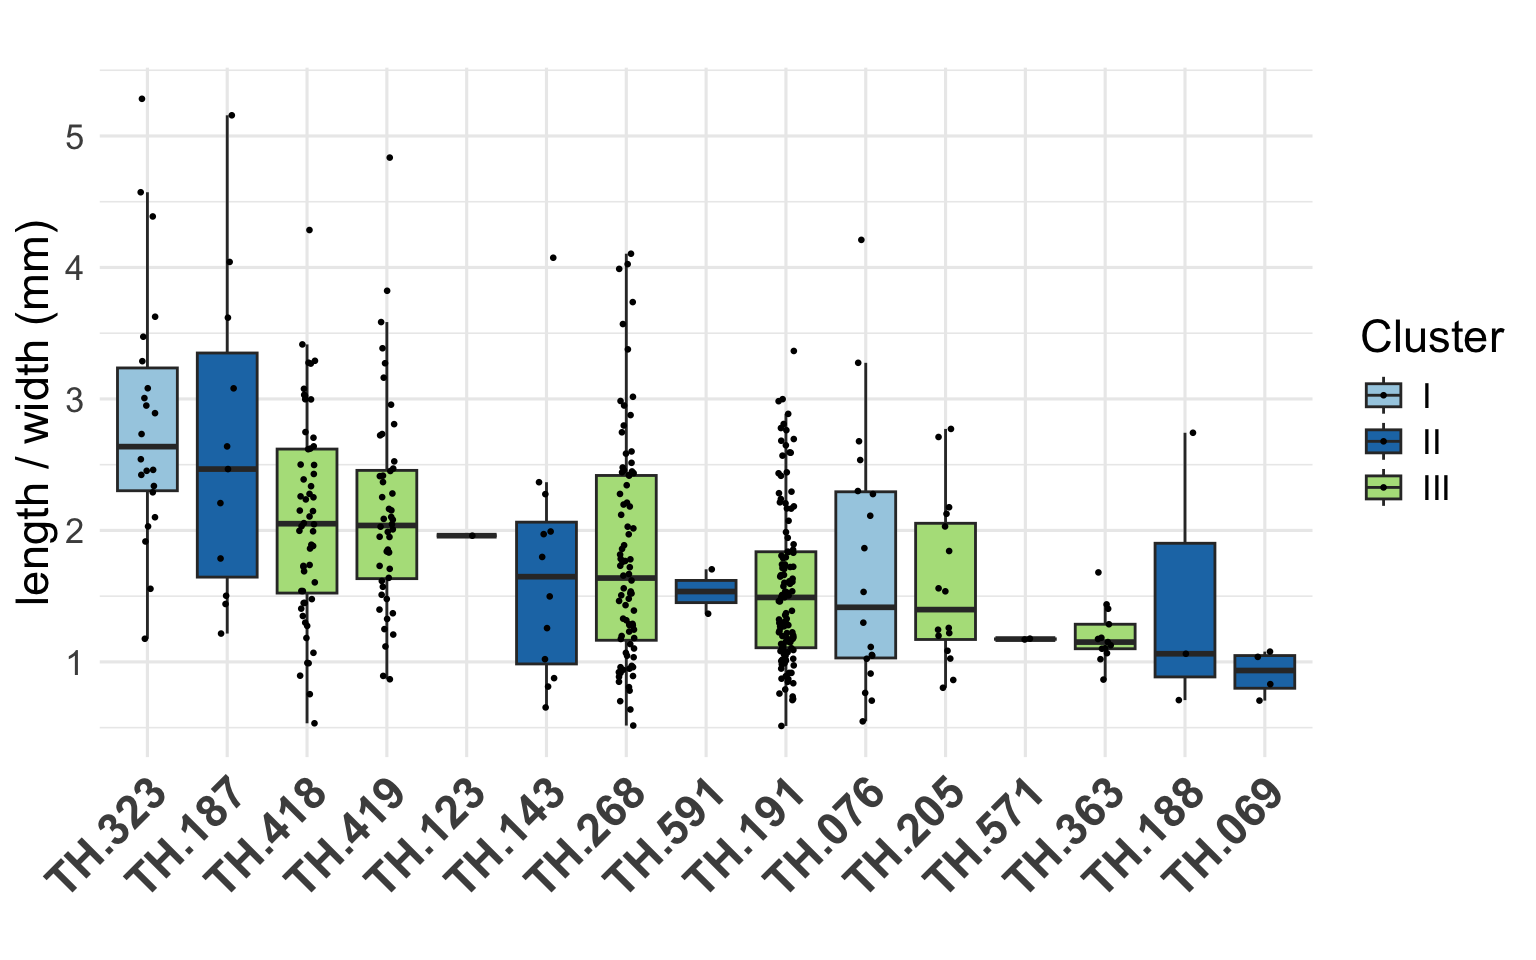 length / width (mm)
5
4
3
2
1
TH.323
TH.187
TH.418
TH.419
TH.123
TH.143
TH.268
TH.591
TH.191
TH.076
TH.205
TH.571
TH.363
TH.188
TH.069
Cluster
I
II
III